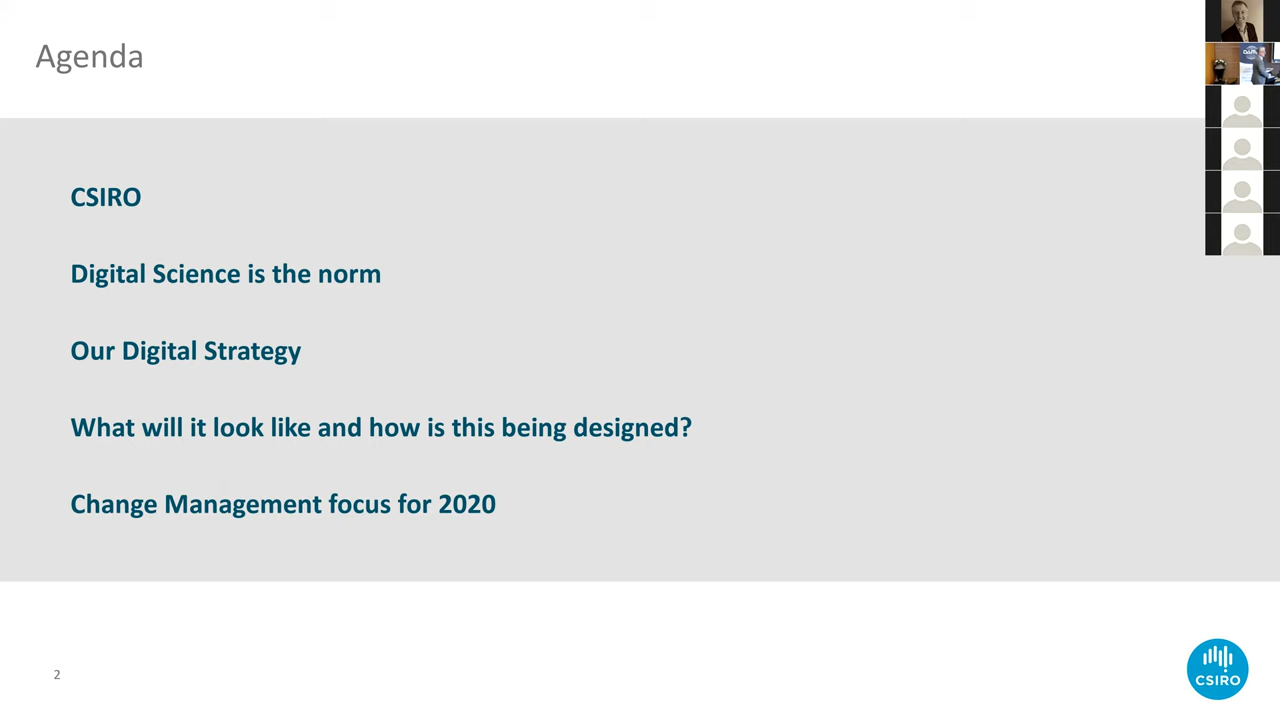 Agenda
CSIRO
Digital Science is the norm
Our Digital Strategy
What will it look like and how is this being designed?
Change Management focus for 2020
2
CSIRO